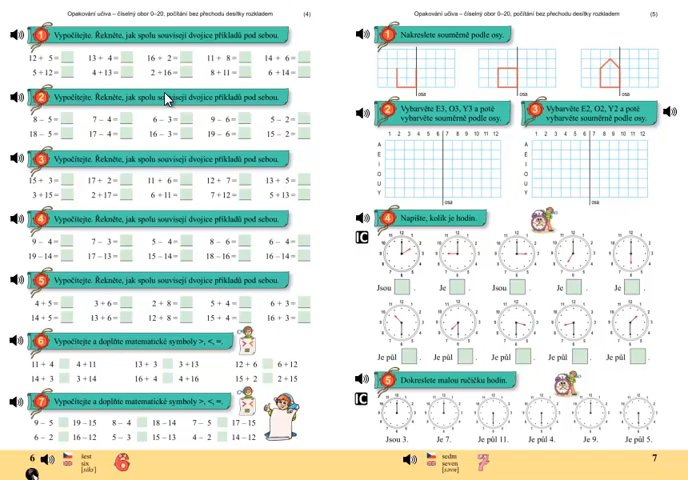 Opakování učiva – číselný obor 0–20, počítání bez přechodu desítky rozkladem (4)
1 Vypočítejte. Řekněte, jak spolu souvisejí dvojice příkladů pod sebou.
12 + 5 = 13 + 4 = 16 + 2 = 11 + 8 = 14 + 6 =
5 + 12 = 4 + 13 = 2 + 16 = 8 + 11 = 6 + 14 =
2 Vypočítejte. Řekněte, jak spolu souvisejí dvojice příkladů pod sebou.
8 – 5 = 7 – 4 = 6 – 3 = 9 – 6 = 5 – 2 =
18 – 5 = 17 – 4 = 16 – 3 = 19 – 6 = 15 – 2 =
3 Vypočítejte. Řekněte, jak spolu souvisejí dvojice příkladů pod sebou.
15 + 3 = 17 + 2 = 11 + 6 = 12 + 7 = 13 + 5 =
3 + 15 = 2 + 17 = 6 + 11 = 7 + 12 = 5 + 13 =
4 Vypočítejte. Řekněte, jak spolu souvisejí dvojice příkladů pod sebou.
9 – 4 = 7 – 3 = 5 – 4 = 8 – 6 = 6 – 4 =
19 – 14 = 17 – 13 = 15 – 14 = 18 – 16 = 16 – 14 =
5 Vypočítejte. Řekněte, jak spolu souvisejí dvojice příkladů pod sebou.
4 + 5 = 3 + 6 = 2 + 8 = 5 + 4 = 6 + 3 =
14 + 5 = 13 + 6 = 12 + 8 = 15 + 4 = 16 + 3 =
6 Vypočítejte a doplňte matematické symboly >, <, =.
11 + 4 4 + 11 13 + 3 3 + 13 12 + 6 6 + 12
14 + 3 3 + 14 16 + 4 4 + 16 15 + 2 2 + 15
7 Vypočítejte a doplňte matematické symboly >, <, =.
9 – 5 19 – 15 8 – 4 18 – 14 7 – 5 17 – 15
6 – 2 16 – 12 5 – 3 15 – 13 4 – 2 14 – 12
6
šest
six
[siks]
6
Opakování učiva – číselný obor 0–20, počítání bez přechodu desítky rozkladem (5)
1 Nakreslete souměrně podle osy.
osa osa osa
2 Vybarvěte E3, O3, Y3 a poté
vybarvěte souměrně podle osy.
1 2 3 4 5 6 7 8 9 10 11 12
A
E
I
O
U
Y
osa
3 Vybarvěte E2, O2, Y2 a poté
vybarvěte souměrně podle osy.
1 2 3 4 5 6 7 8 9 10 11 12
A
E
I
O
U
Y
osa
4 Napište, kolik je hodin.
IC
Jsou . Je . Jsou . Je . Je .
Je půl . Je půl . Je půl . Je půl . Je půl .
5 Dokreslete malou ručičku hodin.
IC
Jsou 3. Je 7. Je půl 11. Je půl 4. Je 9. Je půl 5.
sedm
seven
[sevn]
7
7